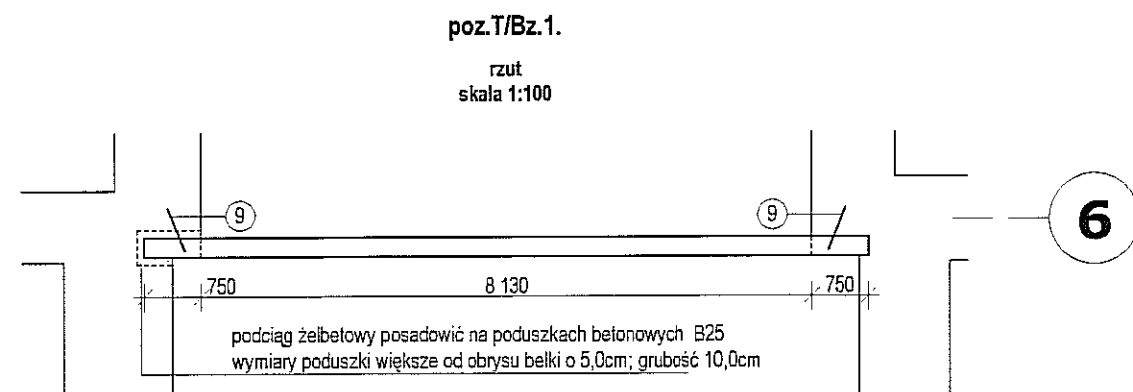 poz.T/Bz.1.
rzut
skala 1:100
9
9
6
750
8 130
750
podciąg żelbetowy posadowić na poduszkach betonowych B25
wymiary poduszki większe od obrysu belki o 5,0cm; grubość 10,0cm